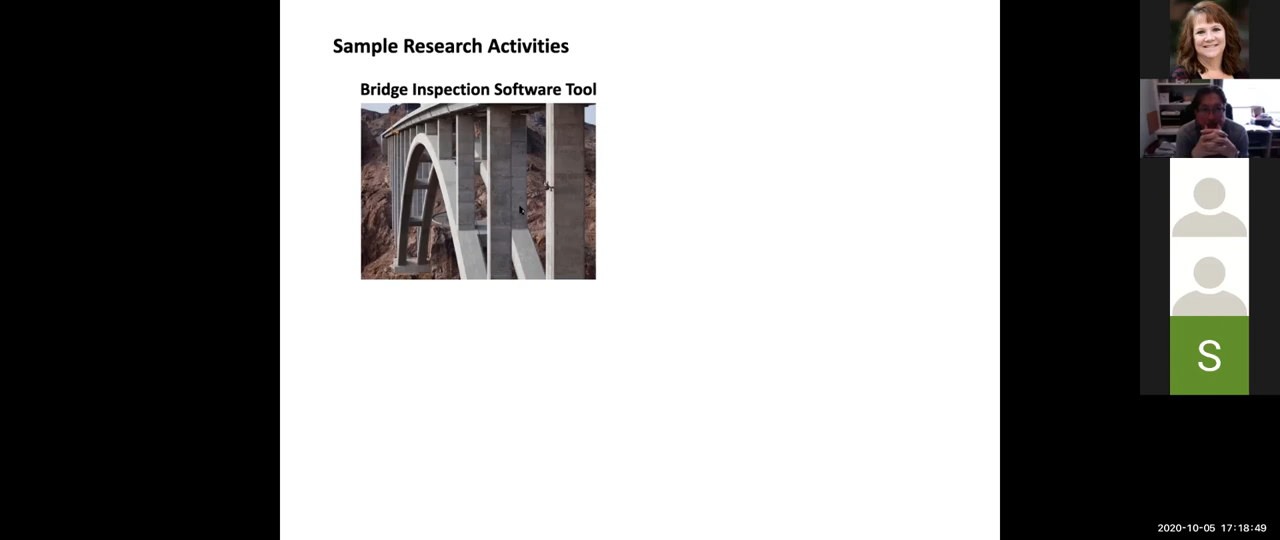 Sample Research Activities
Bridge Inspection Software Tool
S
2020-10-05 17:18:49